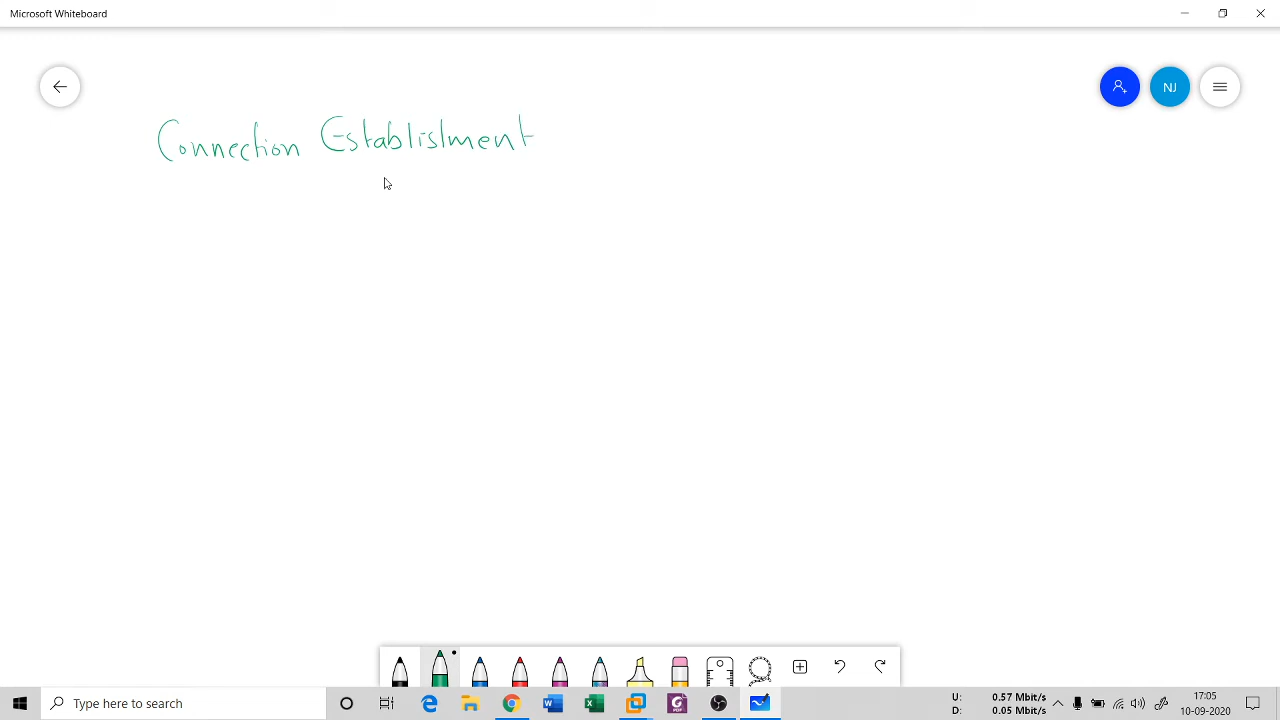 Microsoft Whiteboard
NJ
Connection Establistment
Type here to search
U: 0.57 Mbit/s
D: 0.05 Mbit/s
17:05
10-09-2020